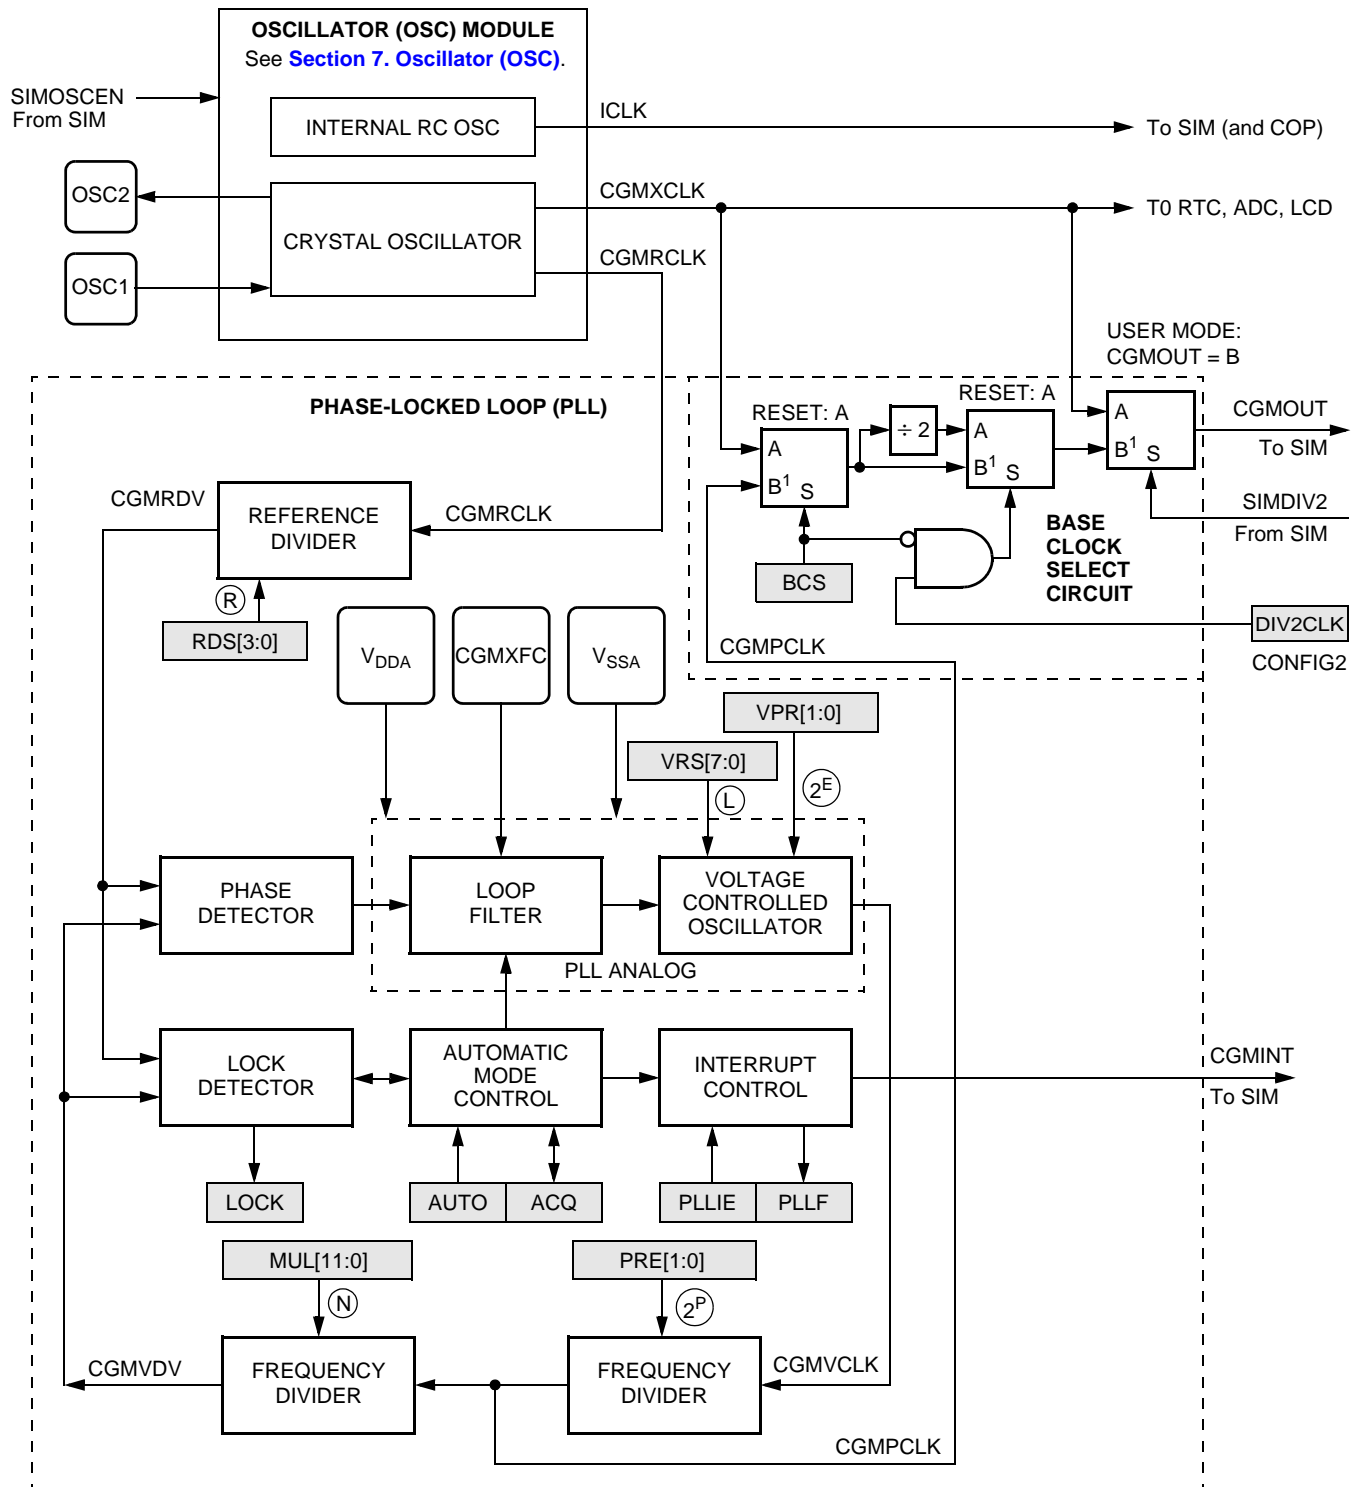 OSCILLATOR (OSC) MODULE
See Section 7. Oscillator (OSC).
SIMOSCEN
From SIM
INTERNAL RC OSC
ICLK
To SIM (and COP)
OSC2
CRYSTAL OSCILLATOR
CGMXCLK
T0 RTC, ADC, LCD
CGMRCLK
OSC1
USER MODE:
CGMOUT = B
PHASE-LOCKED LOOP (PLL)
RESET: A
RESET: A
A
B1 S
÷ 2
A
B1 S
A
B1 S
CGMOUT
To SIM
SIMDIV2
From SIM
CGMRDV
REFERENCE
DIVIDER
CGMRCLK
BASE
CLOCK
SELECT
CIRCUIT
BCS
R
RDS[3:0]
DIV2CLK
CONFIG2
VDDA
CGMXFC
VSSA
CGMPCLK
VPR[1:0]
VRS[7:0]
L
2E
PHASE
DETECTOR
LOOP
FILTER
VOLTAGE
CONTROLLED
OSCILLATOR
PLL ANALOG
LOCK
DETECTOR
AUTOMATIC
MODE
CONTROL
INTERRUPT
CONTROL
CGMINT
To SIM
LOCK
AUTO
ACQ
PLLIE
PLLF
MUL[11:0]
PRE[1:0]
N
2P
CGMVDV
FREQUENCY
DIVIDER
FREQUENCY
DIVIDER
CGMVCLK
CGMPCLK